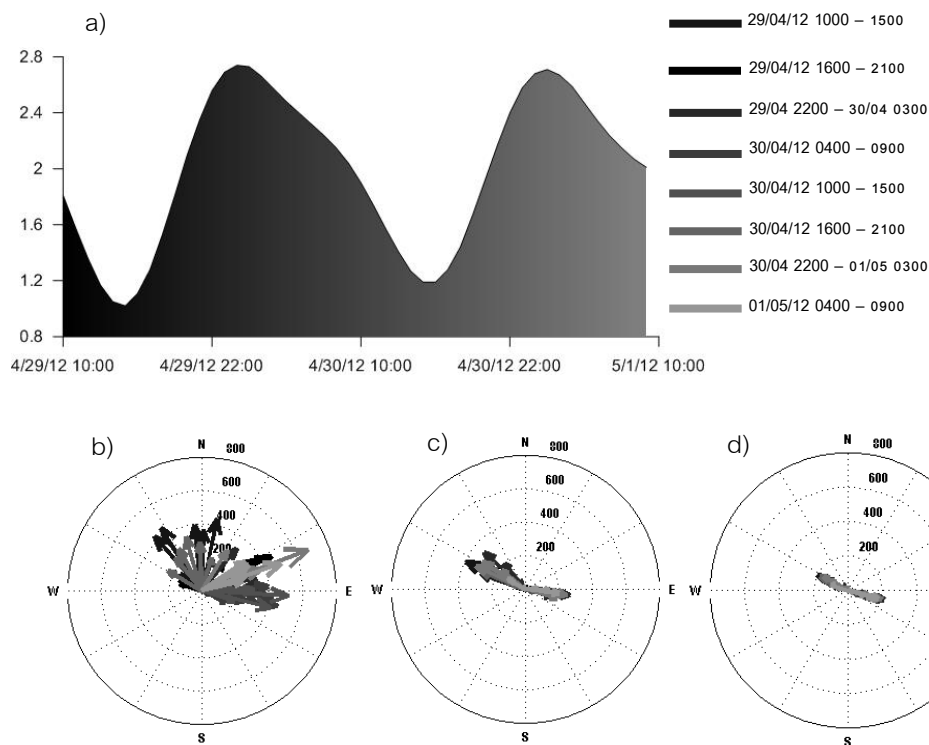 a)
2.8
2.4
2
1.6
1.2
0.8
4/29/12 10:00 4/29/12 22:00 4/30/12 10:00 4/30/12 22:00 5/1/12 10:00
29/04/12 1000 – 1500
29/04/12 1600 – 2100
29/04 2200 – 30/04 0300
30/04/12 0400 – 0900
30/04/12 1000 – 1500
30/04/12 1600 – 2100
30/04 2200 – 01/05 0300
01/05/12 0400 – 0900
b)
N 800
600
400
200
W E
S
c)
N 800
600
400
200
W E
S
d)
N 800
600
400
200
W E
S